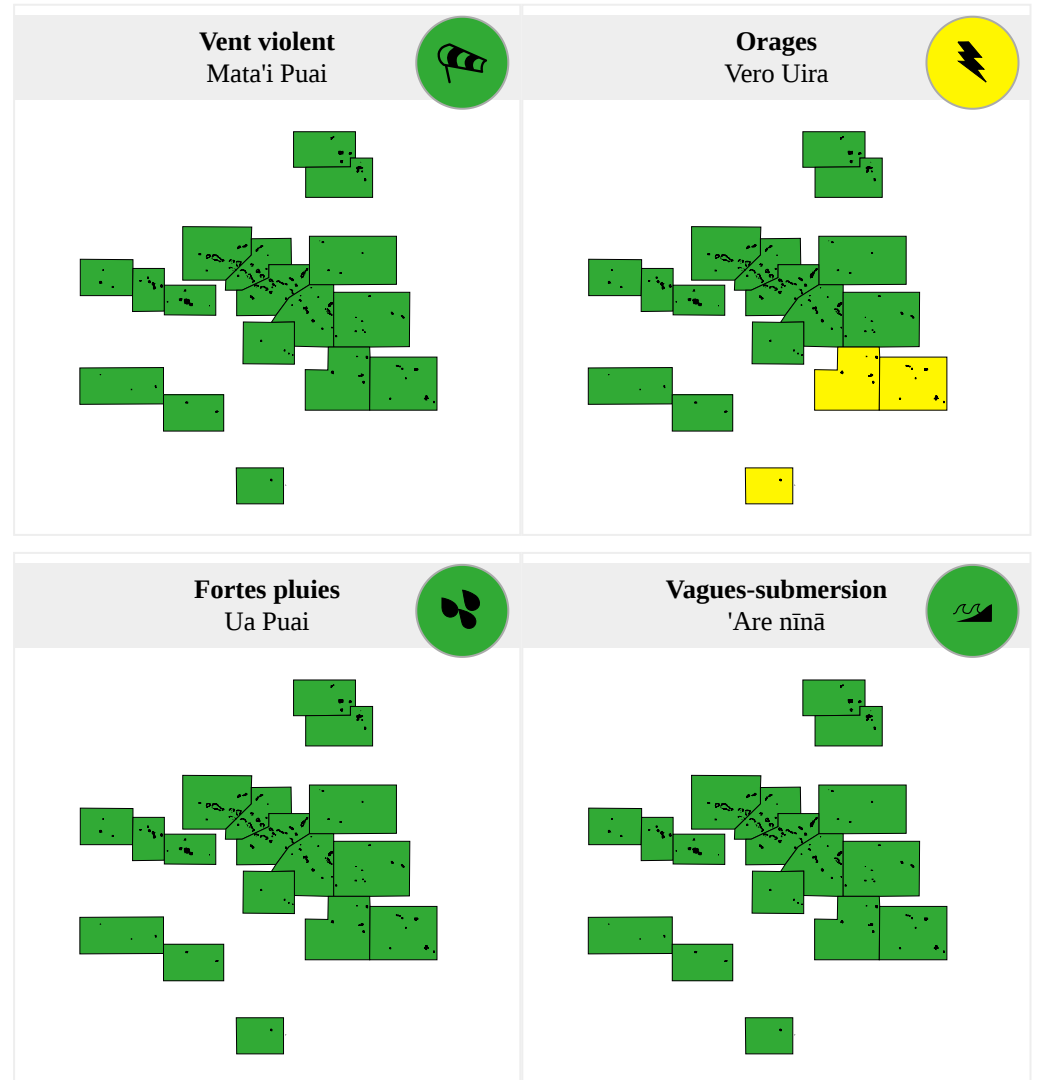 Vent violent
Mata'i Puai
Orages
Vero Uira
Fortes pluies
Ua Puai
Vagues-submersion
'Are nīnā